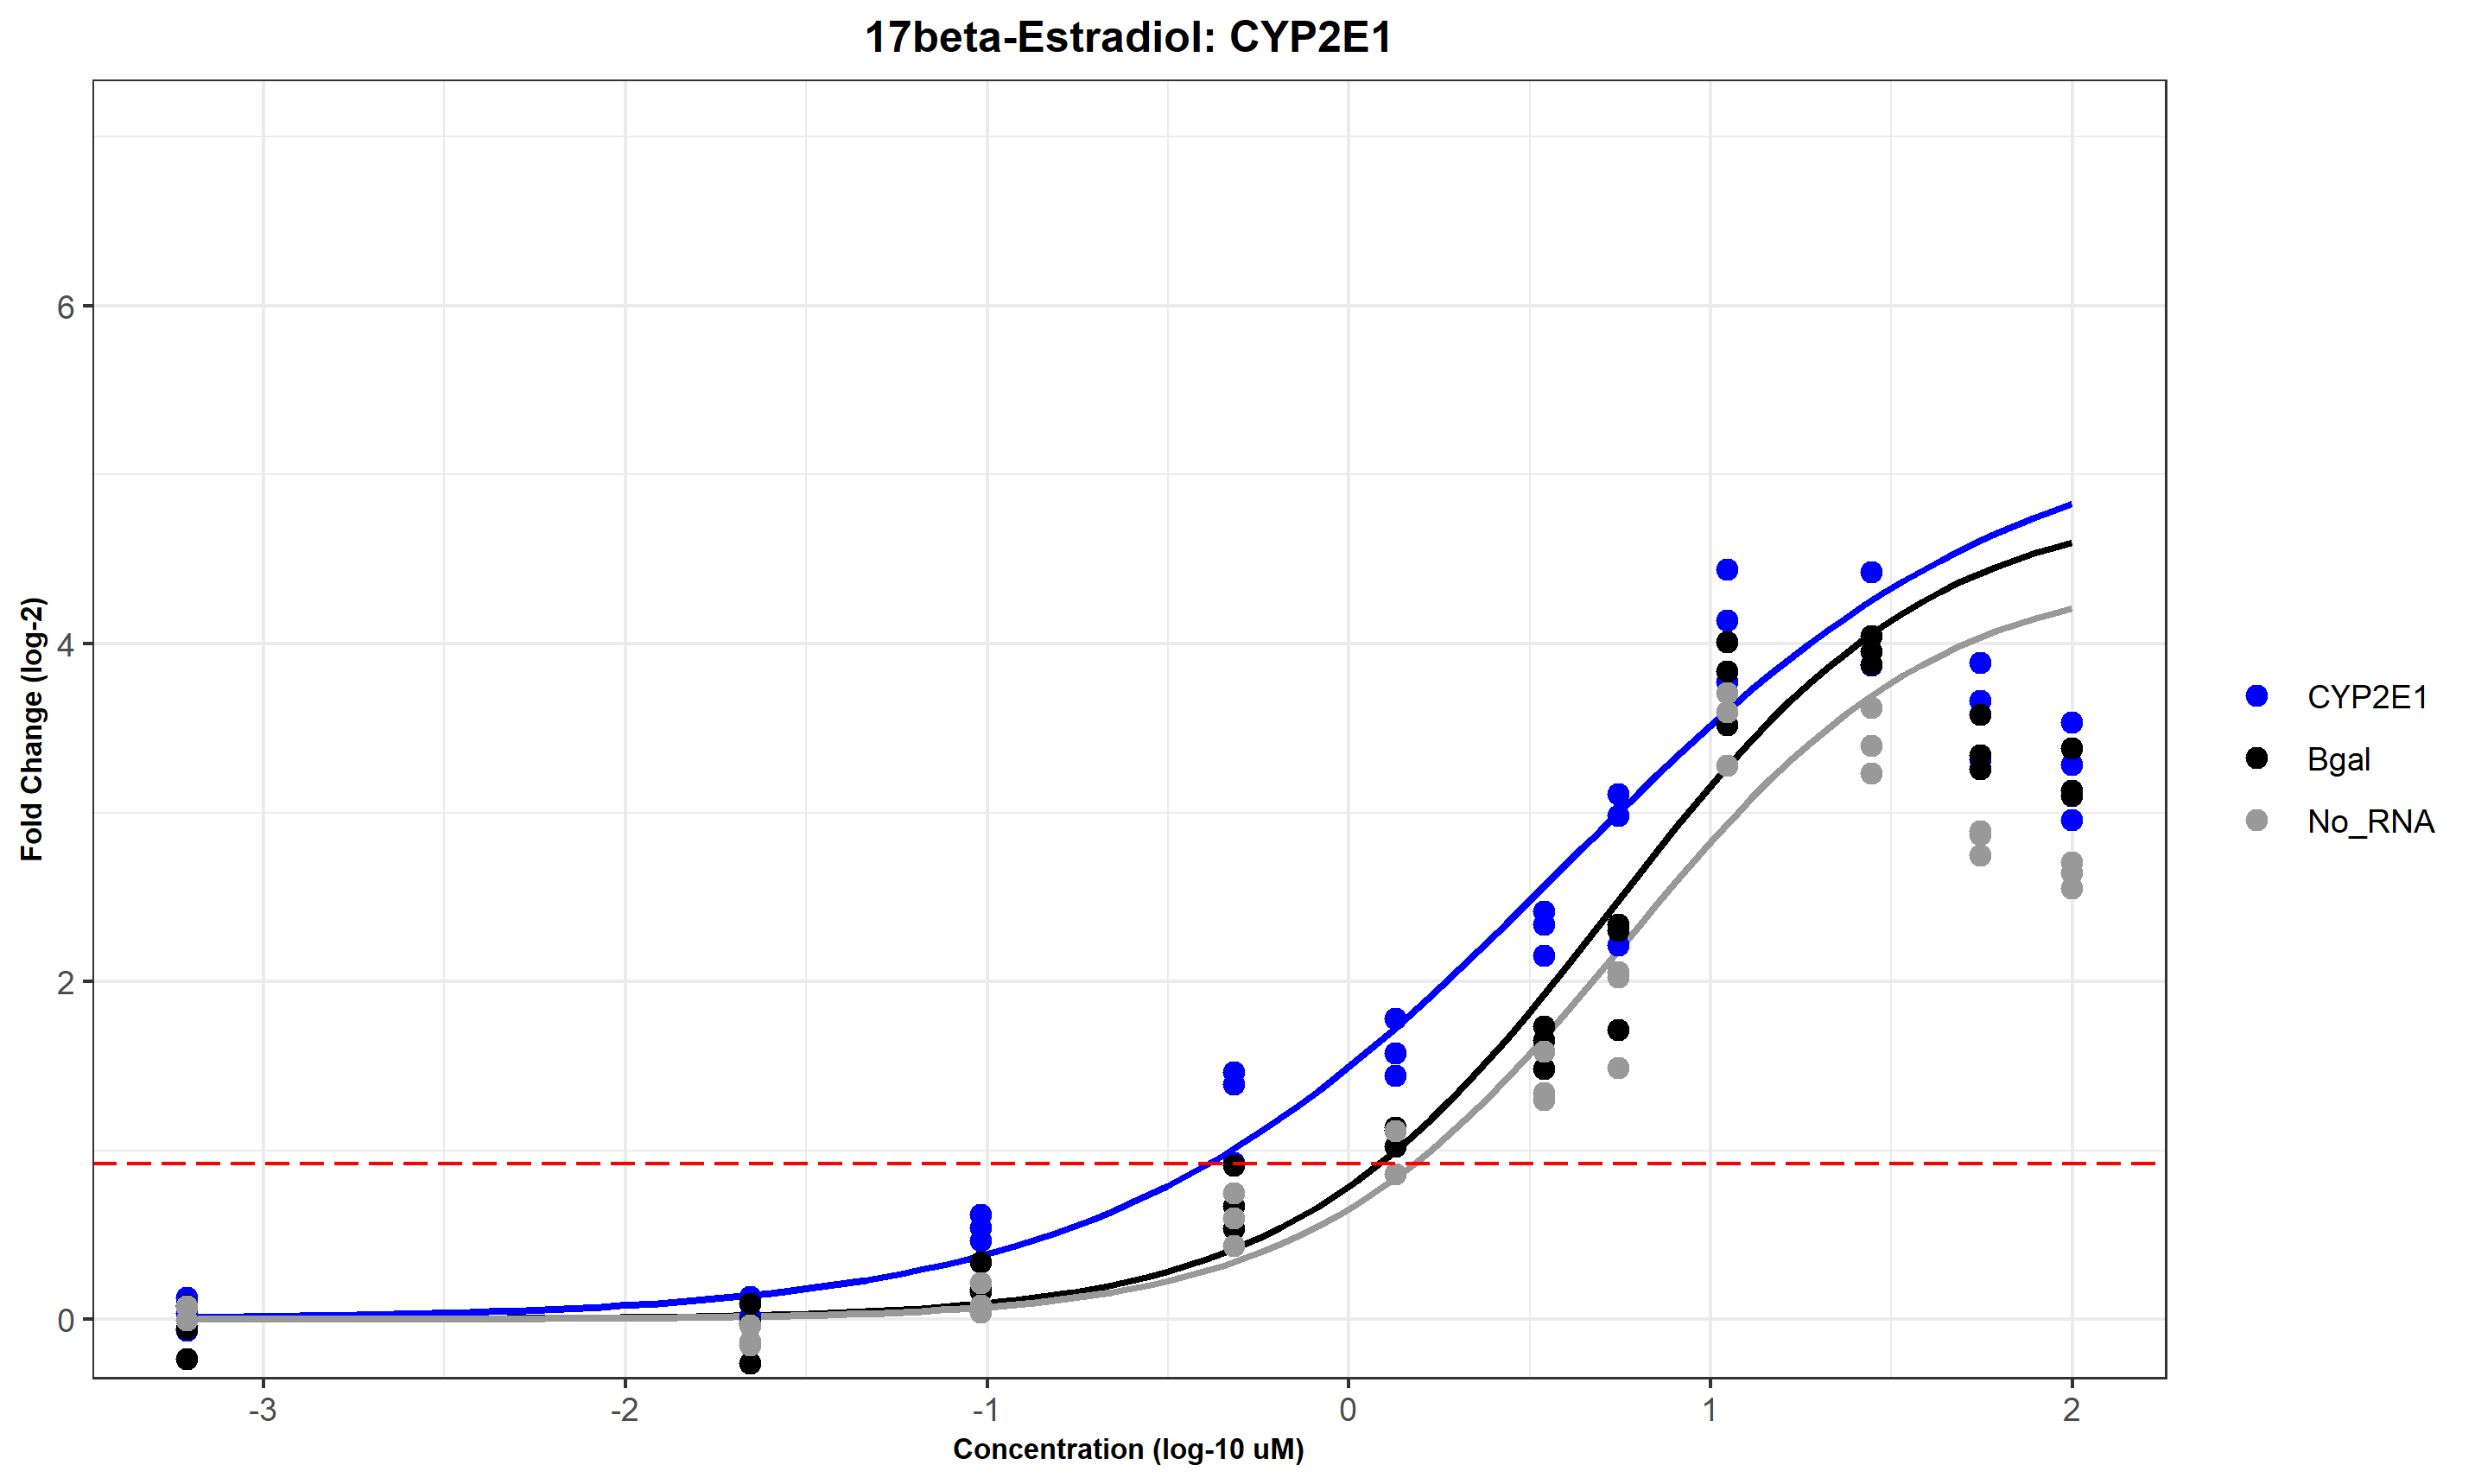 17beta-Estradiol: CYP2E1
Fold Change (log-2)
6
4
2
0
-3
-2
-1
0
1
2
Concentration (log-10 uM)
CYP2E1
Bgal
No_RNA